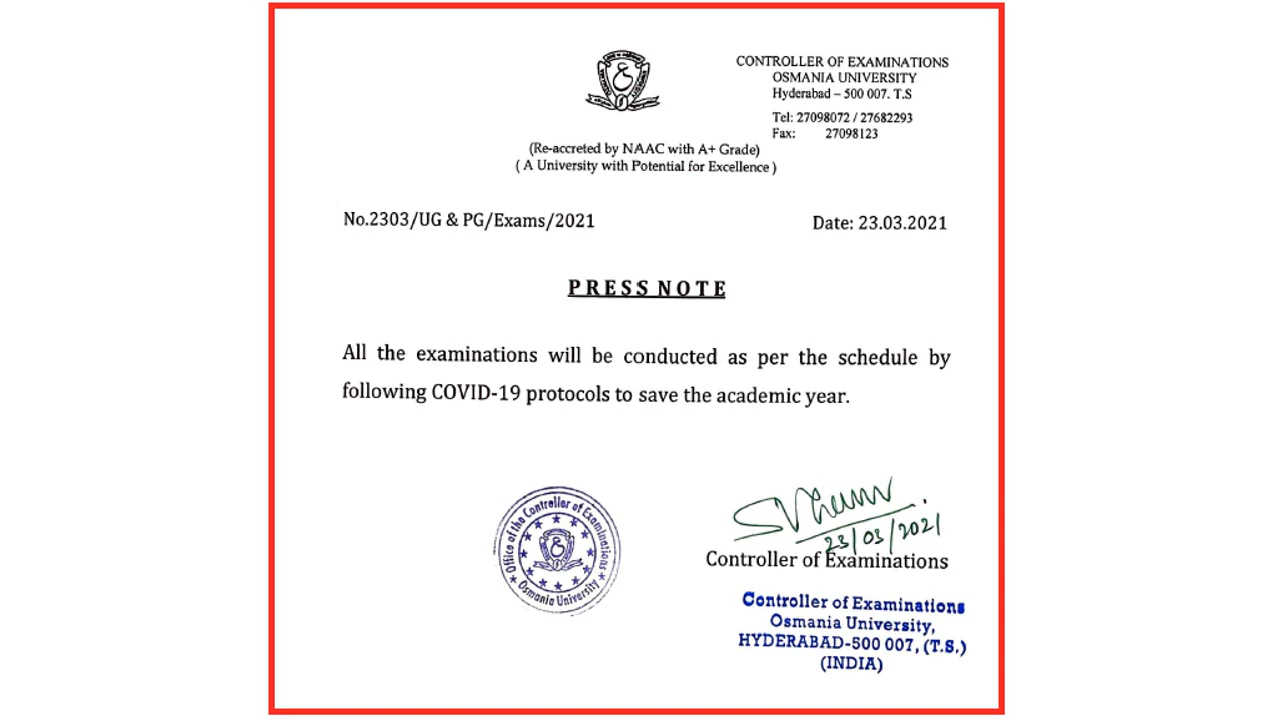 CONTROLLER OF EXAMINATIONS
OSMANIA UNIVERSITY
Hyderabad – 500 007. T.S
Tel: 27098072 / 27682293
Fax: 27098123
(Re-accreted by NAAC with A+ Grade)
( A University with Potential for Excellence )
No.2303/UG & PG/Exams/2021
Date: 23.03.2021
PRESS NOTE
All the examinations will be conducted as per the schedule by
following COVID-19 protocols to save the academic year.
Office of the Controller of Examinations
Osmania University
23/03/2021
Controller of Examinations
Controller of Examinations
Osmania University,
HYDERABAD-500 007, (T.S.)
(INDIA)